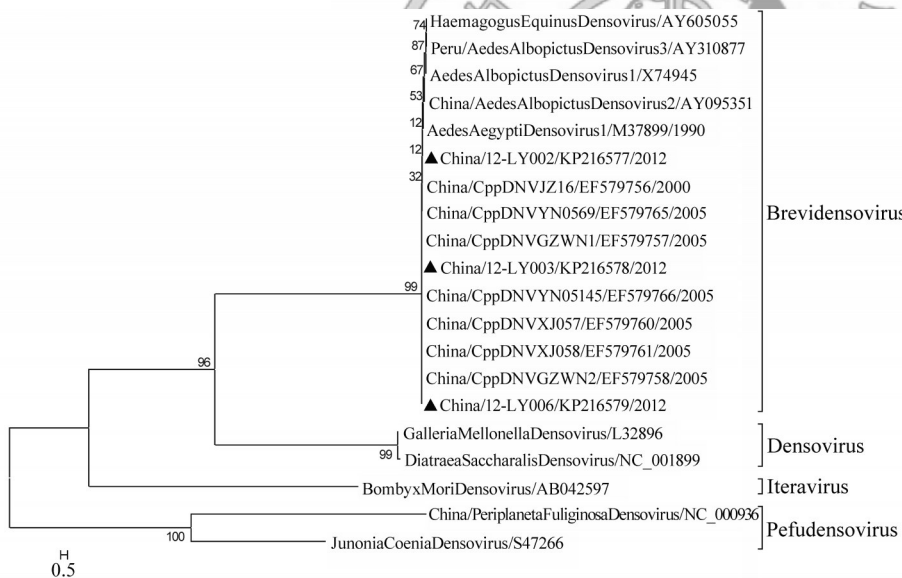 74
HaemagogusEquinusDensovirus/AY605055
87
Peru/AedesAlbopictusDensovirus3/AY310877
67
AedesAlbopictusDensovirus1/X74945
53
China/AedesAlbopictusDensovirus2/AY095351
12
AedesAegyptiDensovirus1/M37899/1990
12
▲China/12-LY002/KP216577/2012
32
China/CppDNVJZ16/EF579756/2000
China/CppDNVYN0569/EF579765/2005
Brevidensovirus
China/CppDNVGZWN1/EF579757/2005
▲China/12-LY003/KP216578/2012
99
China/CppDNVYN05145/EF579766/2005
China/CppDNVXJ057/EF579760/2005
China/CppDNVXJ058/EF579761/2005
96
China/CppDNVGZWN2/EF579758/2005
▲China/12-LY006/KP216579/2012
GalleriaMellonellaDensovirus/L32896
Densovirus
99
DiatraeaSaccharalisDensovirus/NC_001899
BombyxMoriDensovirus/AB042597
Iteravirus
China/PeriplanetaFuliginosaDensovirus/NC_000936
Pefudensovirus
100
JunoniaCoeniaDensovirus/S47266
0.5